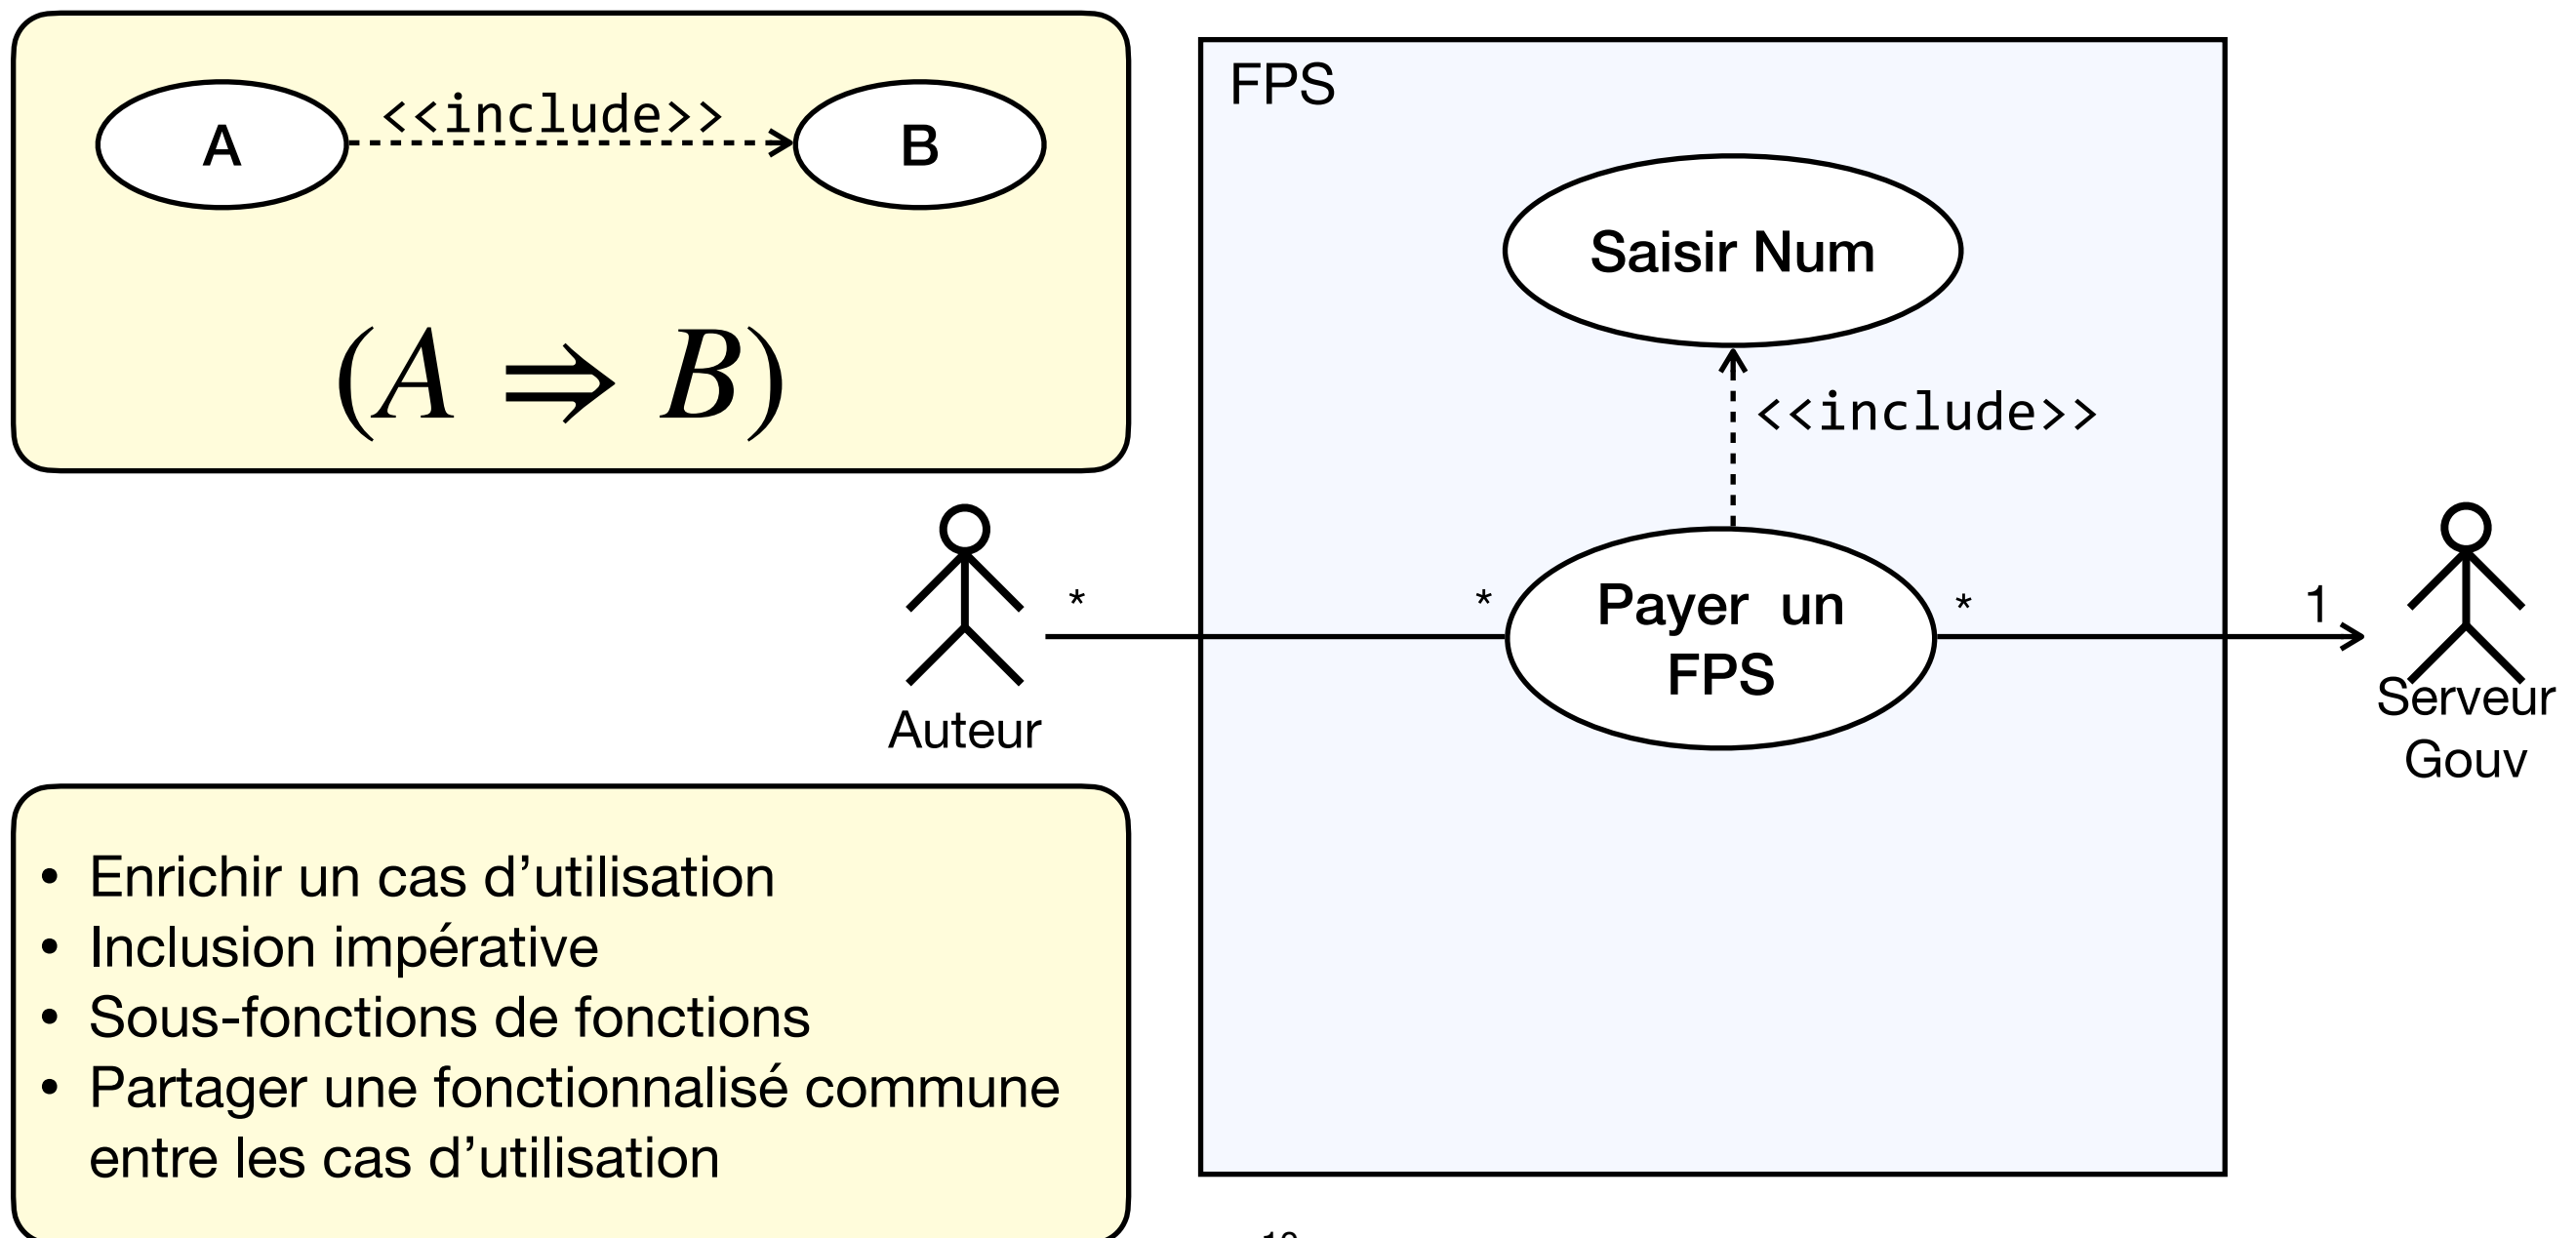 A <<include>> B
(A ⇒ B)
FPS
Saisir Num
<<include>>
Auteur
* * * 1
Payer un
FPS
Serveur
Gouv
• Enrichir un cas d’utilisation
• Inclusion impérative
• Sous-fonctions de fonctions
• Partager une fonctionnalisé commune
entre les cas d’utilisation